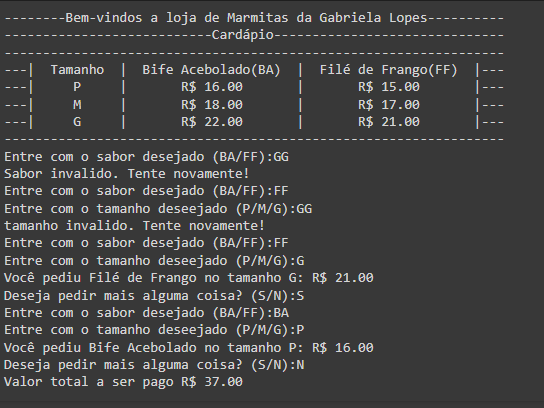 --------Bem-vindos a loja de Marmitas da Gabriela Lopes----------
---------------------------Cardápio------------------------------
-----------------------------------------------------------------
---|  Tamanho  |  Bife Acebolado(BA)  |  Filé de Frango(FF)  |---
---|     P     |       R$ 16.00       |       R$ 15.00       |---
---|     M     |       R$ 18.00       |       R$ 17.00       |---
---|     G     |       R$ 22.00       |       R$ 21.00       |---
-----------------------------------------------------------------
Entre com o sabor desejado (BA/FF):GG
Sabor invalido. Tente novamente!
Entre com o sabor desejado (BA/FF):FF
Entre com o tamanho deseejado (P/M/G):GG
tamanho invalido. Tente novamente!
Entre com o sabor desejado (BA/FF):FF
Entre com o tamanho deseejado (P/M/G):G
Você pediu Filé de Frango no tamanho G: R$ 21.00
Deseja pedir mais alguma coisa? (S/N):S
Entre com o sabor desejado (BA/FF):BA
Entre com o tamanho deseejado (P/M/G):P
Você pediu Bife Acebolado no tamanho P: R$ 16.00
Deseja pedir mais alguma coisa? (S/N):N
Valor total a ser pago R$ 37.00